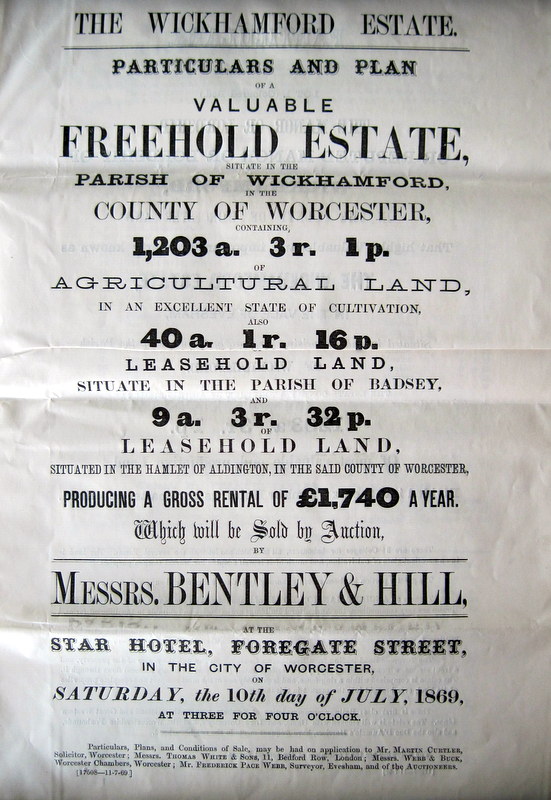 THE WICKHAMFORD ESTATE.
PARTICULARS AND PLAN
OF A
VALUABLE
FREEHOLD ESTATE,
SITUATE IN THE
PARISH OF WICKHAMFORD,
IN THE
COUNTY OF WORCESTER,
CONTAINING,
1,203 a. 3 r. 1 p.
OF
AGRICULTURAL LAND,
IN AN EXCELLENT STATE OF CULTIVATION,
ALSO
40 a. 1 r. 16 p.
LEASEHOLD LAND,
SITUATE IN THE PARISH OF BADSEY,
AND
9 a. 3 r. 32 p.
OF
LEASEHOLD LAND,
SITUATED IN THE HAMLET OF ALDINGTON, IN THE SAID COUNTY OF WORCESTER,
PRODUCING A GROSS RENTAL OF £1,740 A YEAR.
Which will be Sold by Auction,
BY
MESSRS. BENTLEY & HILL,
AT THE
STAR HOTEL, FOREGATE STREET,
IN THE CITY OF WORCESTER,
ON
SATURDAY, the 10th day of JULY, 1869,
AT THREE FOR FOUR O'CLOCK.
Particulars, Plans, and Conditions of Sale, may be had on application to Mr. MARTIN CURTLER,
Solicitor, Worcester; Messrs. THOMAS WHITE & SONS, 11, Bedford Row, London; Messrs. WEBB & BUCK,
Worcester Chambers, Worcester; Mr. FREDERICK PAGE WEBB, Surveyor, Evesham, and of the AUCTIONEERS.
[17608—11-7-69]